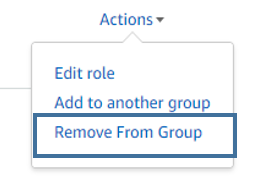 Actions
Edit role
Add to another group
Remove From Group